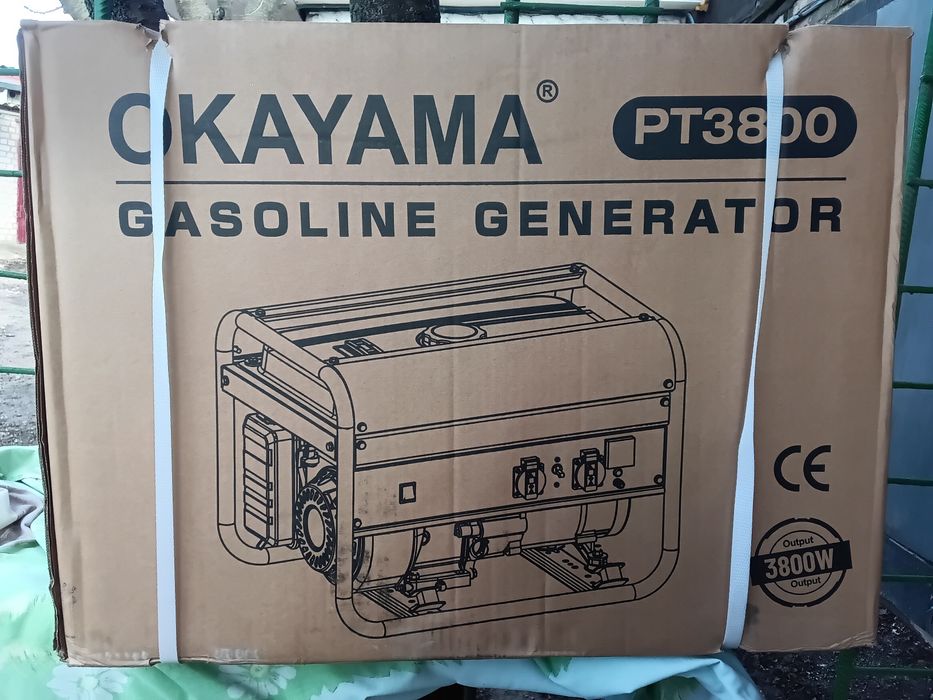 OKAYAMA®
PT3800
GASOLINE GENERATOR
CE
Output
3800W
Output